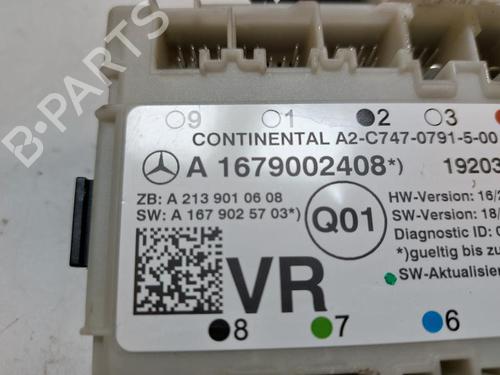 9 1 2 3
CONTINENTAL A2-C747-0791-5-00
A 1679002408*) 19203
ZB: A 213 901 06 08
SW: A 167 902 57 03*)
Q01
HW-Version: 16/
SW-Version: 18/
Diagnostic ID: 0
*)gueltig bis zu
SW-Aktualisier
VR
8 7 6
B-PARTS